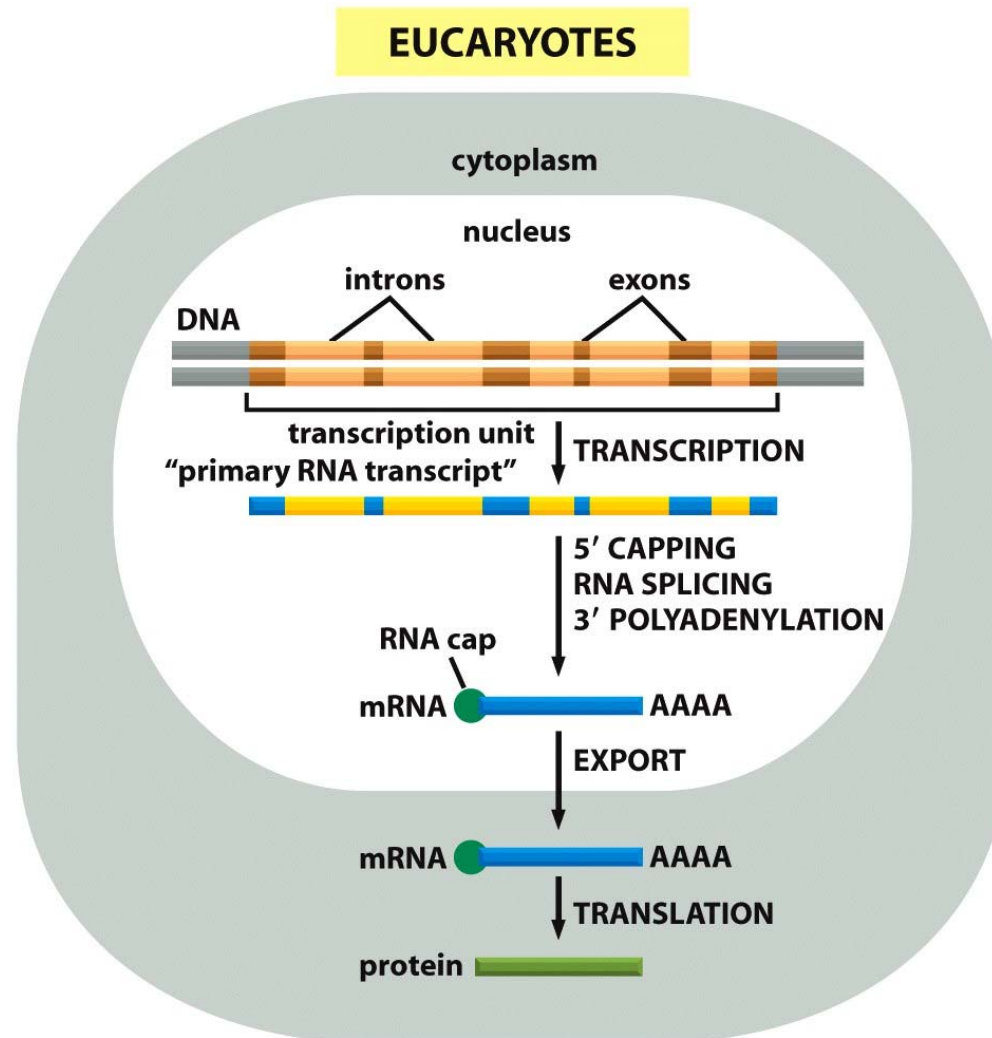 EUCARYOTES
cytoplasm
nucleus
introns
exons
DNA
transcription unit
“primary RNA transcript”
TRANSCRIPTION
5′ CAPPING
RNA SPLICING
3′ POLYADENYLATION
RNA cap
mRNA
AAAA
EXPORT
mRNA
AAAA
TRANSLATION
protein